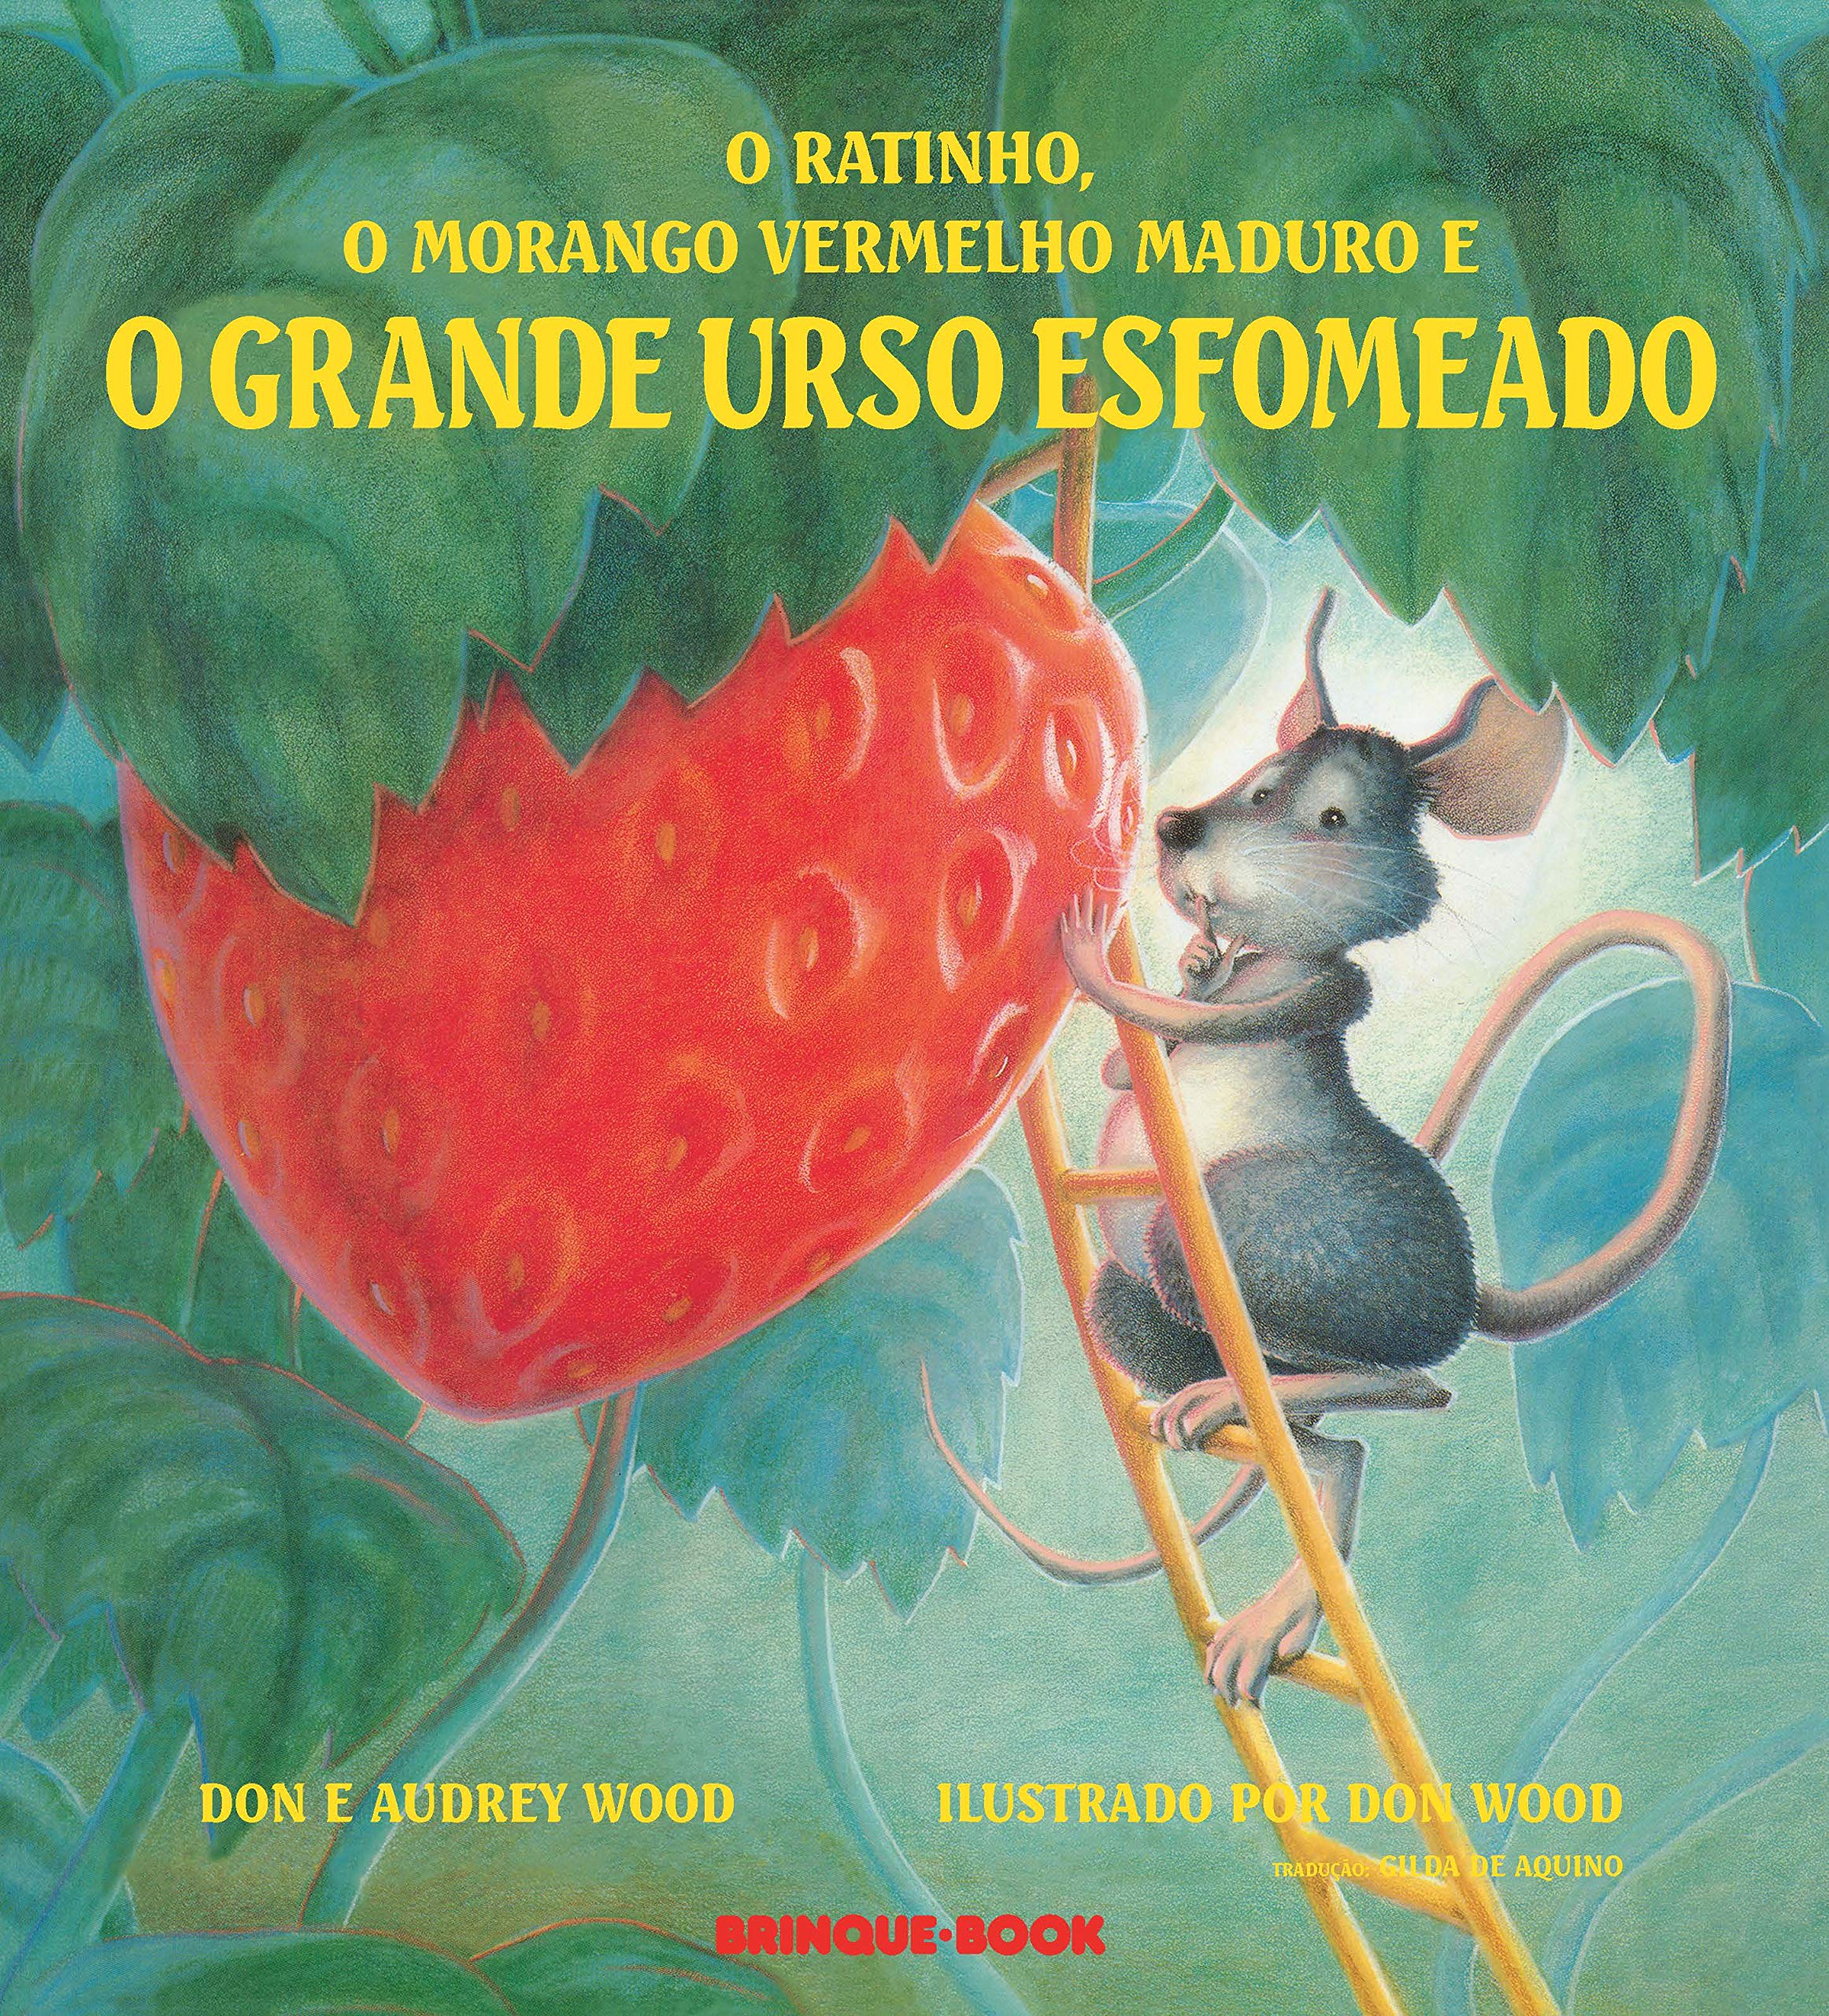 O RATINHO,
O MORANGO VERMELHO MADURO E
O GRANDE URSO ESFOMEADO
DON E AUDREY WOOD
ILUSTRADO POR DON WOOD
TRADUÇÃO: GILDA DE AQUINO
BRINQUE-BOOK